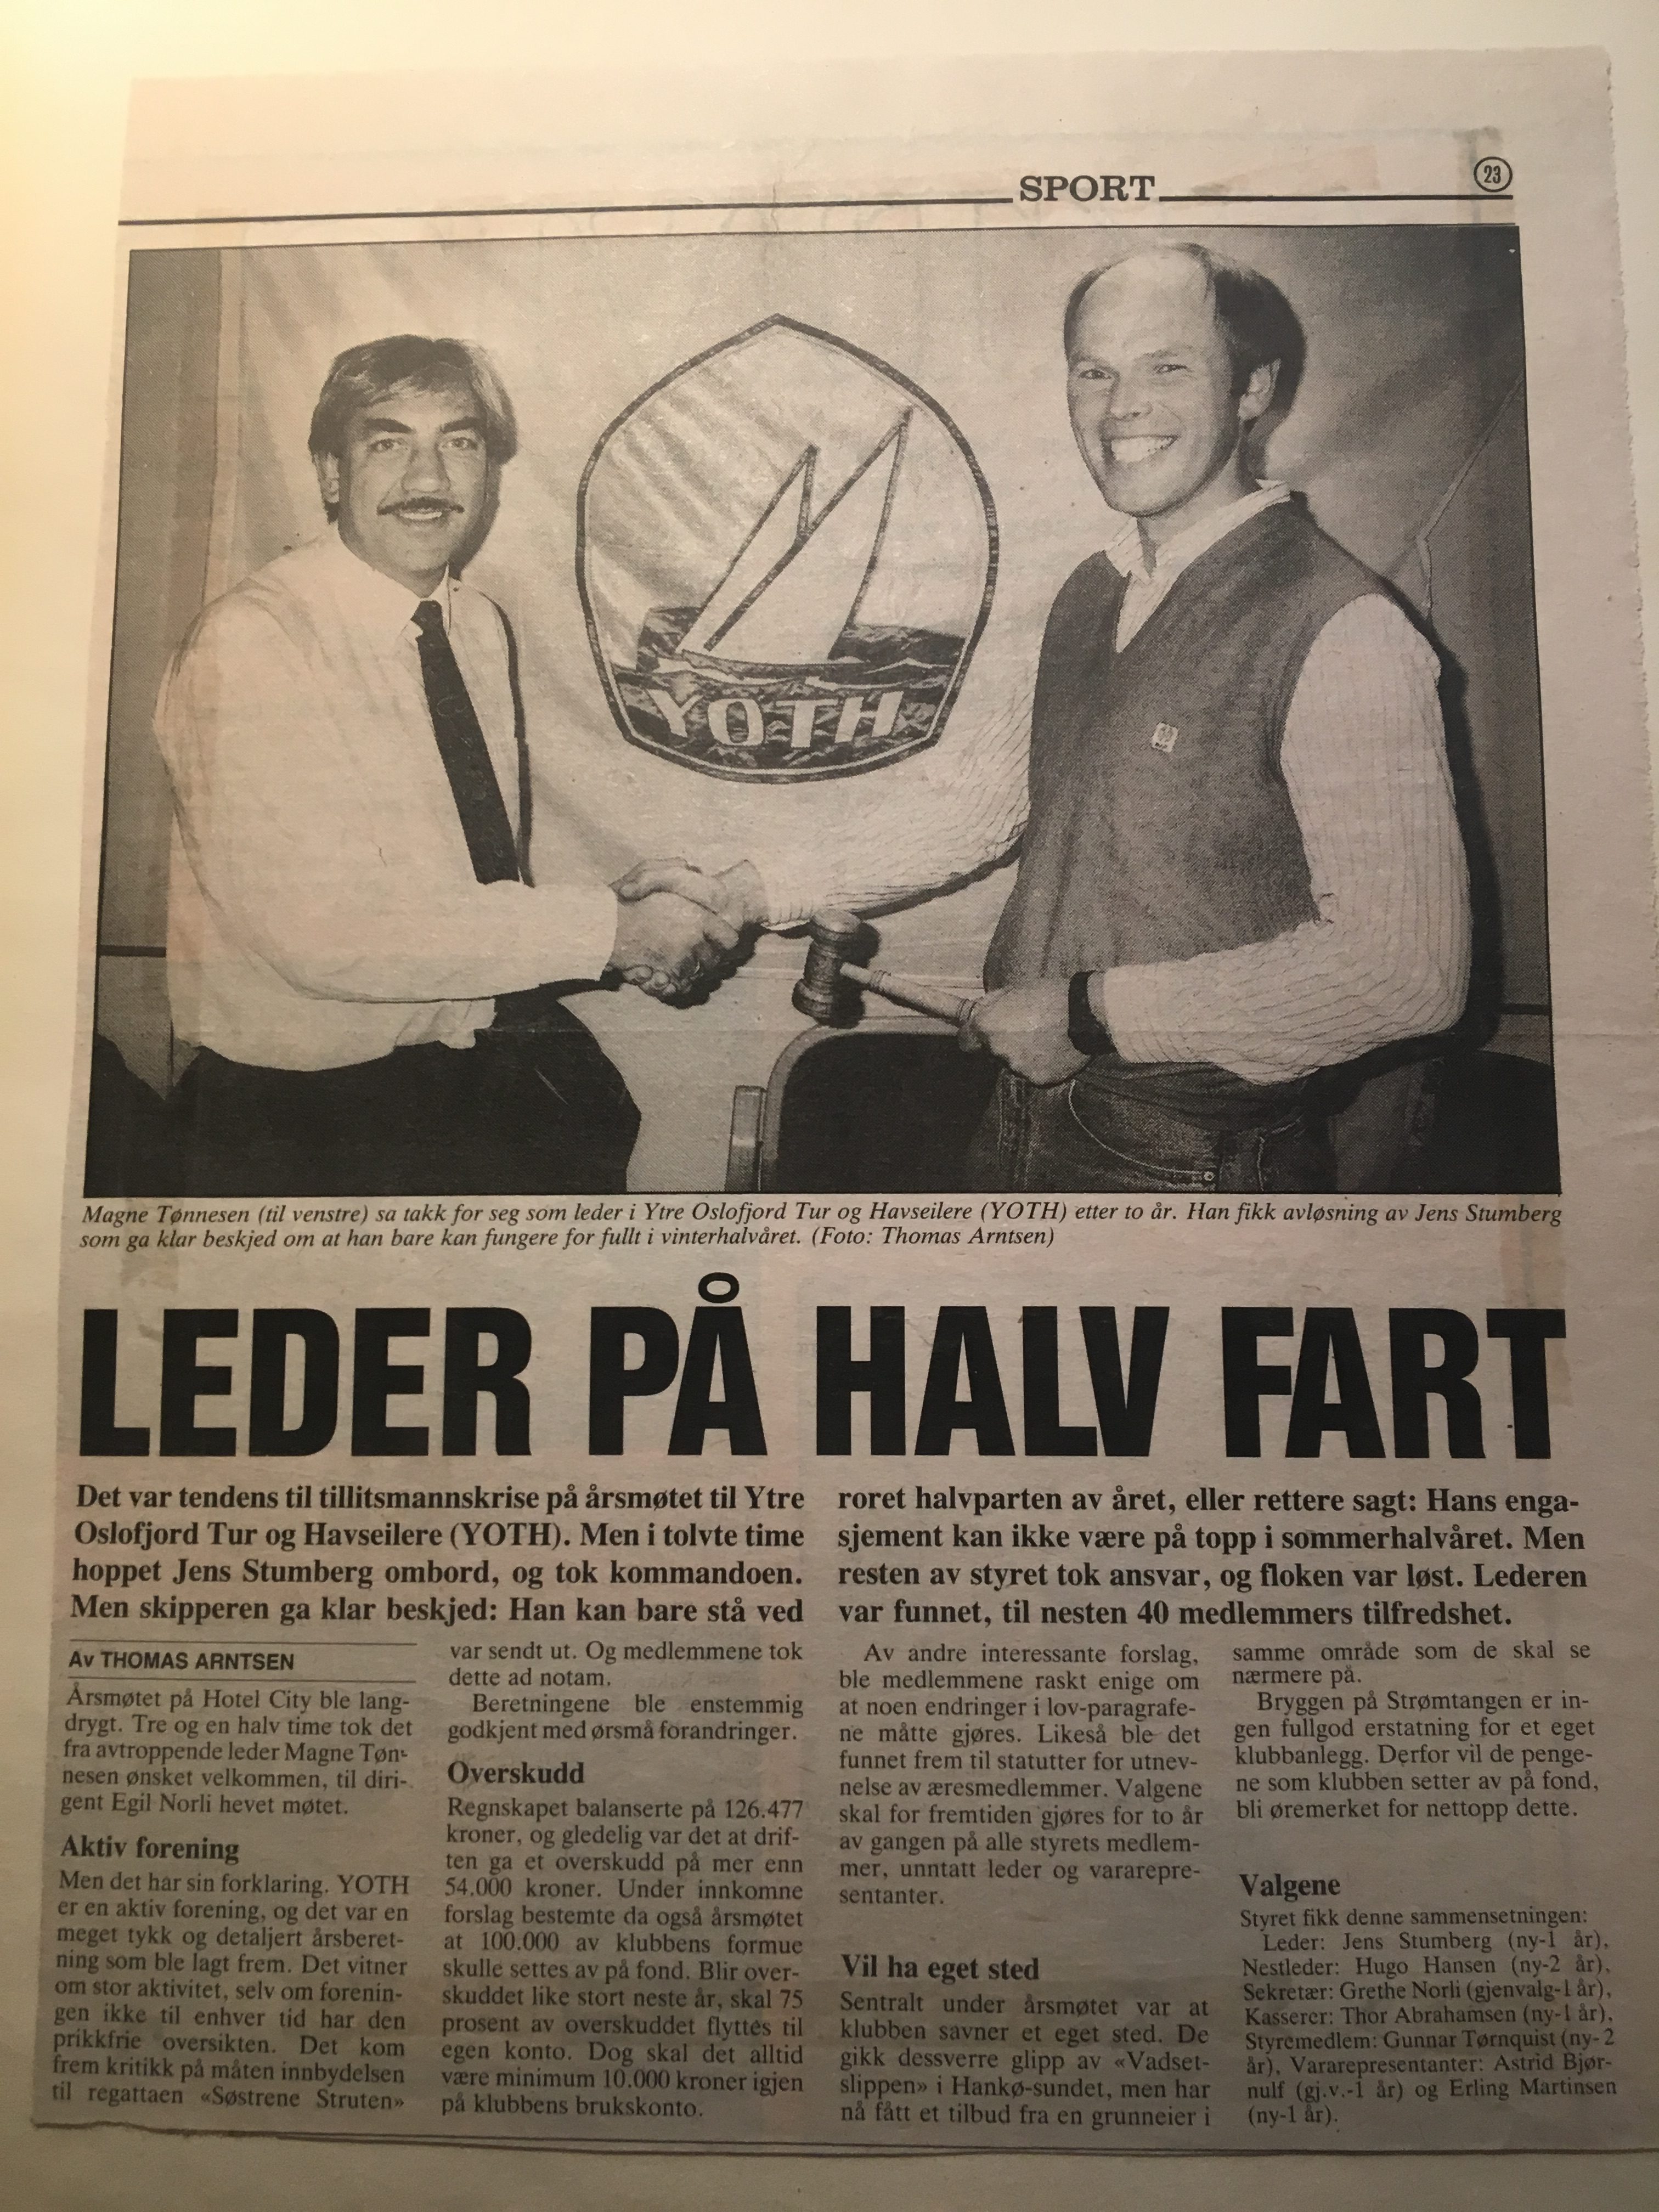 SPORT
23
YOTH
Magne Tønnesen (til venstre) sa takk for seg som leder i Ytre Oslofjord Tur og Havseilere (YOTH) etter to år. Han fikk avløsning av Jens Stumberg
som ga klar beskjed om at han bare kan fungere for fullt i vinterhalvåret. (Foto: Thomas Arntsen)
LEDER PÅ HALV FART
Det var tendens til tillitsmannskrise på årsmøtet til Ytre
Oslofjord Tur og Havseilere (YOTH). Men i tolvte time
hoppet Jens Stumberg ombord, og tok kommandoen.
Men skipperen ga klar beskjed: Han kan bare stå ved
roret halvparten av året, eller rettere sagt: Hans enga-
sjement kan ikke være på topp i sommerhalvåret. Men
resten av styret tok ansvar, og floken var løst. Lederen
var funnet, til nesten 40 medlemmers tilfredshet.
Av THOMAS ARNTSEN
Årsmøtet på Hotel City ble lang-
drygt. Tre og en halv time tok det
fra avtroppende leder Magne Tøn-
nesen ønsket velkommen, til diri-
gent Egil Norli hevet møtet.
Aktiv forening
Men det har sin forklaring. YOTH
er en aktiv forening, og det var en
meget tykk og detaljert årsberet-
ning som ble lagt frem. Det vitner
om stor aktivitet, selv om forenin-
gen ikke til enhver tid har den
prikkfrie oversikten. Det kom
frem kritikk på måten innbydelsen
til regattaen «Søstrene Struten»
var sendt ut. Og medlemmene tok
dette ad notam.
Beretningene ble enstemmig
godkjent med ørsmå forandringer.
Overskudd
Regnskapet balanserte på 126.477
kroner, og gledelig var det at drif-
ten ga et overskudd på mer enn
54.000 kroner. Under innkomne
forslag bestemte da også årsmøtet
at 100.000 av klubbens formue
skulle settes av på fond. Blir over-
skuddet like stort neste år, skal 75
prosent av overskuddet flyttes til
egen konto. Dog skal det alltid
være minimum 10.000 kroner igjen
på klubbens brukskonto.
Av andre interessante forslag,
ble medlemmene raskt enige om
at noen endringer i lov-paragrafe-
ne måtte gjøres. Likeså ble det
funnet frem til statutter for utnev-
nelse av æresmedlemmer. Valgene
skal for fremtiden gjøres for to år
av gangen på alle styrets medlem-
mer, unntatt leder og vararepre-
sentanter.
Vil ha eget sted
Sentralt under årsmøtet var at
klubben savner et eget sted. De
gikk dessverre glipp av «Vadset-
slippen» i Hankø-sundet, men har
nå fått et tilbud fra en grunneier i
samme område som de skal se
nærmere på.
Bryggen på Strømtangen er in-
gen fullgod erstatning for et eget
klubbanlegg. Derfor vil de penge-
ne som klubben setter av på fond,
bli øremerket for nettopp dette.
Valgene
Styret fikk denne sammensetningen:
Leder: Jens Stumberg (ny-1 år),
Nestleder: Hugo Hansen (ny-2 år),
Sekretær: Grethe Norli (gjenvalg-1 år),
Kasserer: Thor Abrahamsen (ny-1 år),
Styremedlem: Gunnar Tørnquist (ny-2
år), Vararepresentanter: Astrid Bjør-
nulf (gj.v.-1 år) og Erling Martinsen
(ny-1 år).